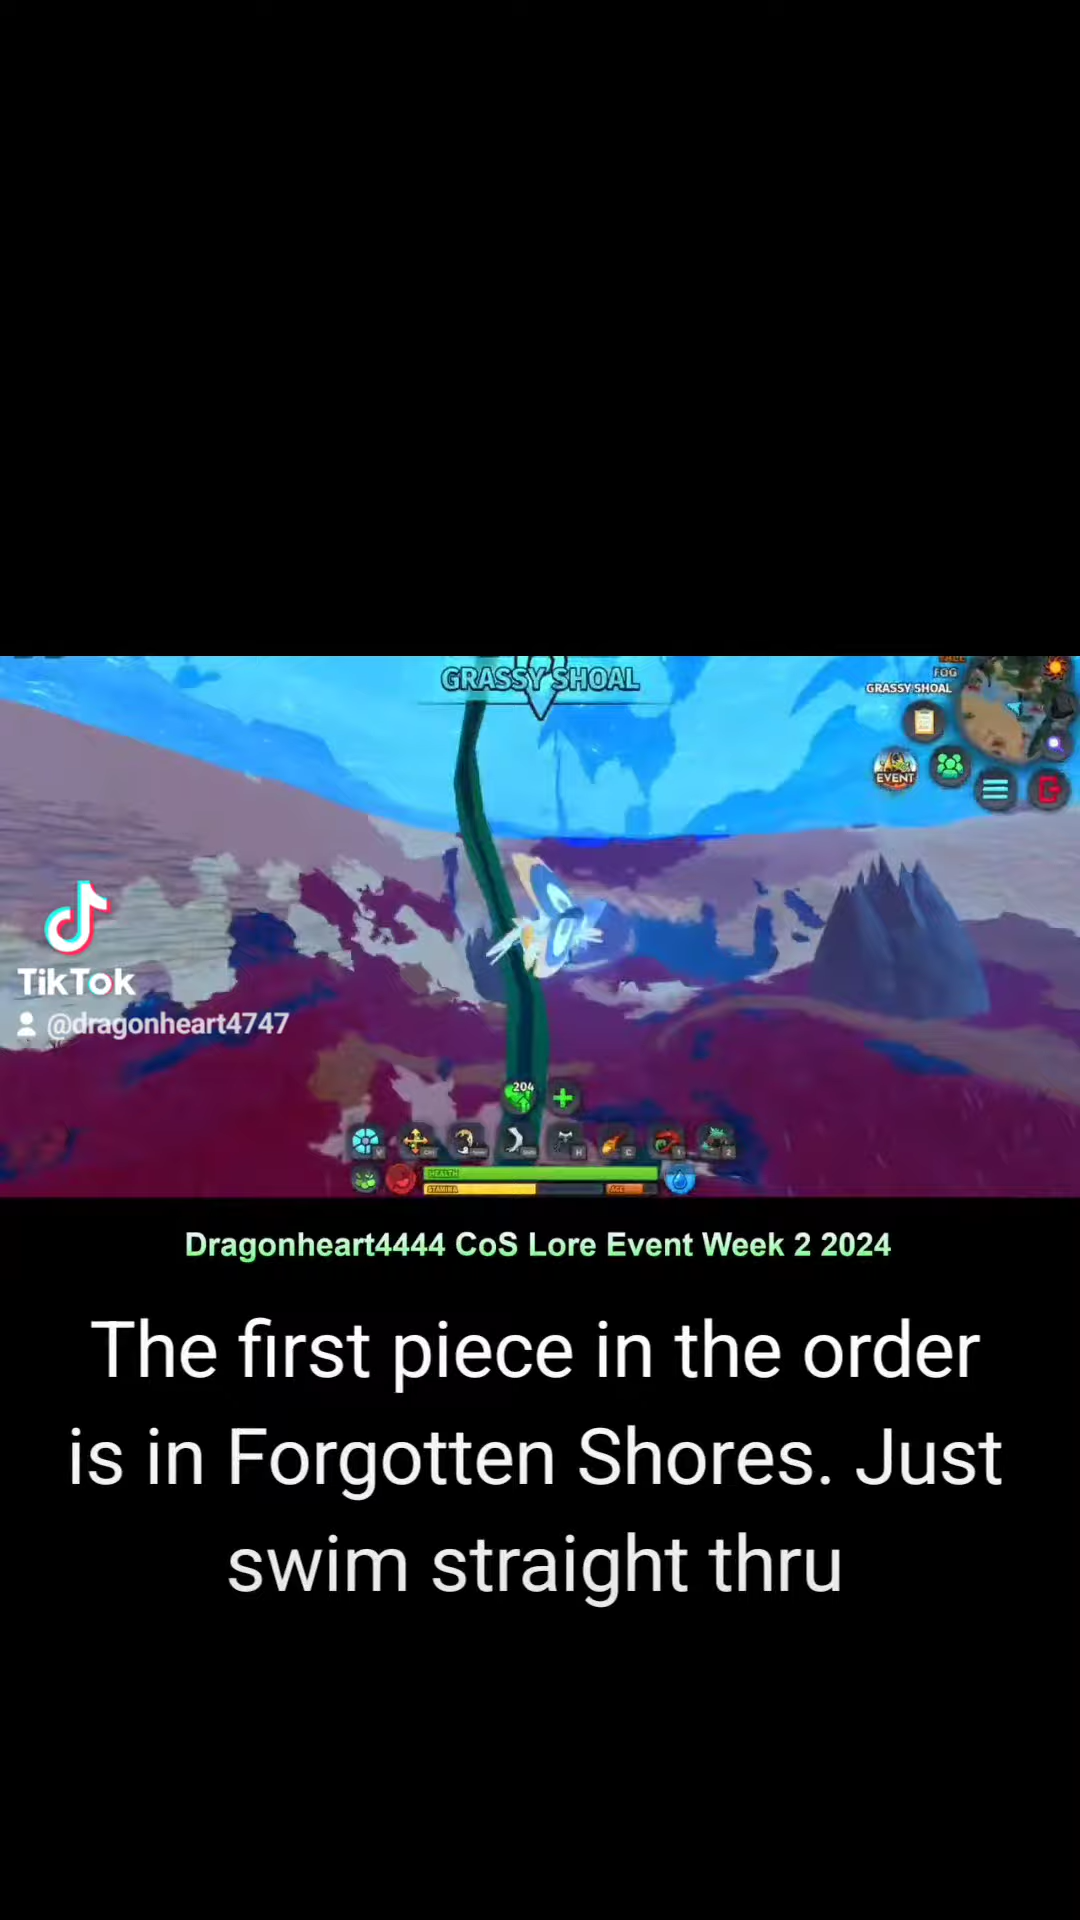 GRASSY SHOAL
FOG
GRASSY SHOAL
EVENT
TikTok
@dragonheart4747
204
HEALTH
STAMINA
AGE
Dragonheart4444 CoS Lore Event Week 2 2024
The first piece in the order
is in Forgotten Shores. Just
swim straight thru